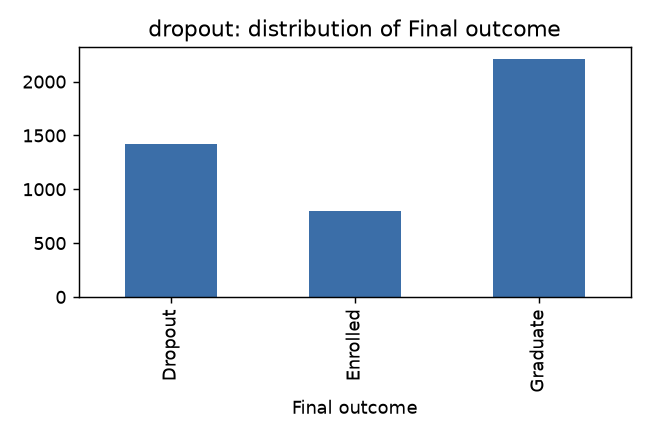 dropout: distribution of Final outcome
2000
1500
1000
500
0
Dropout
Enrolled
Graduate
Final outcome